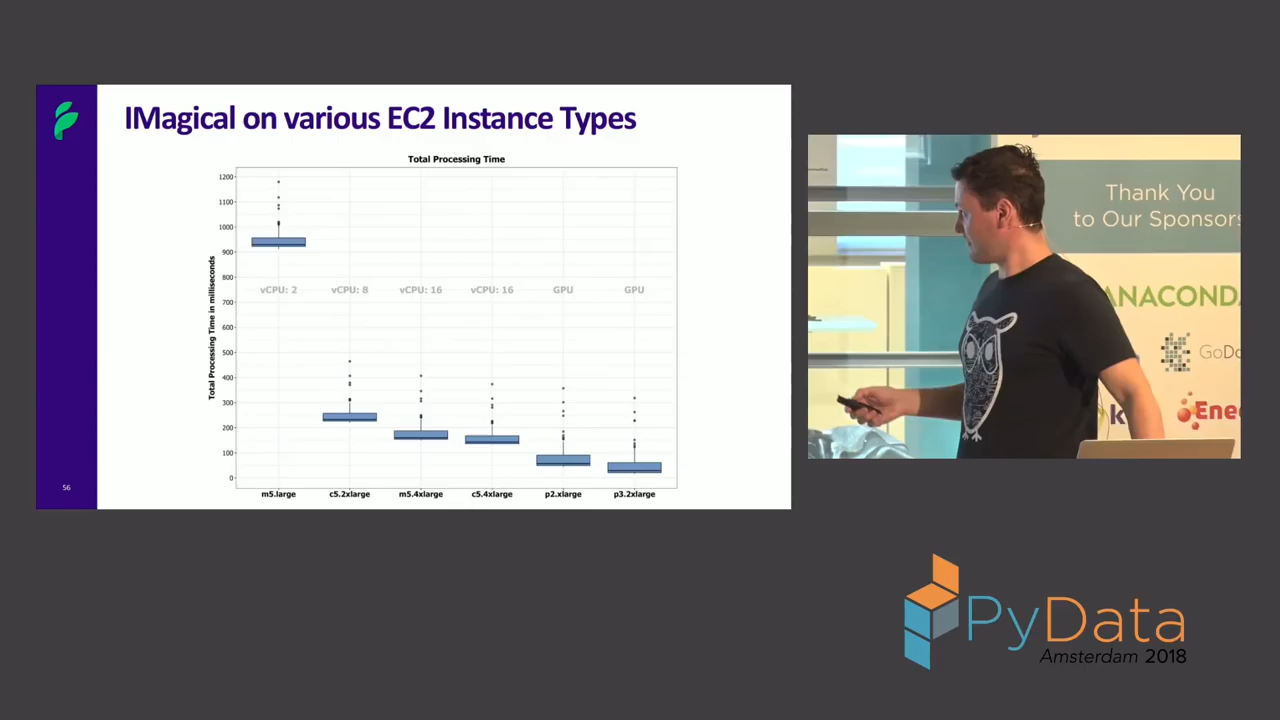 IMagical on various EC2 Instance Types
Total Processing Time
Total Processing Time in milliseconds
1200
1100
1000
900
800
700
600
500
400
300
200
100
0
vCPU: 2
vCPU: 8
vCPU: 16
vCPU: 16
GPU
GPU
m5.large
c5.2xlarge
m5.4xlarge
c5.4xlarge
p2.xlarge
p3.2xlarge
56
Thank You
to Our Sponsors
ANACONDA
GoDa
Ene
PyData
Amsterdam 2018